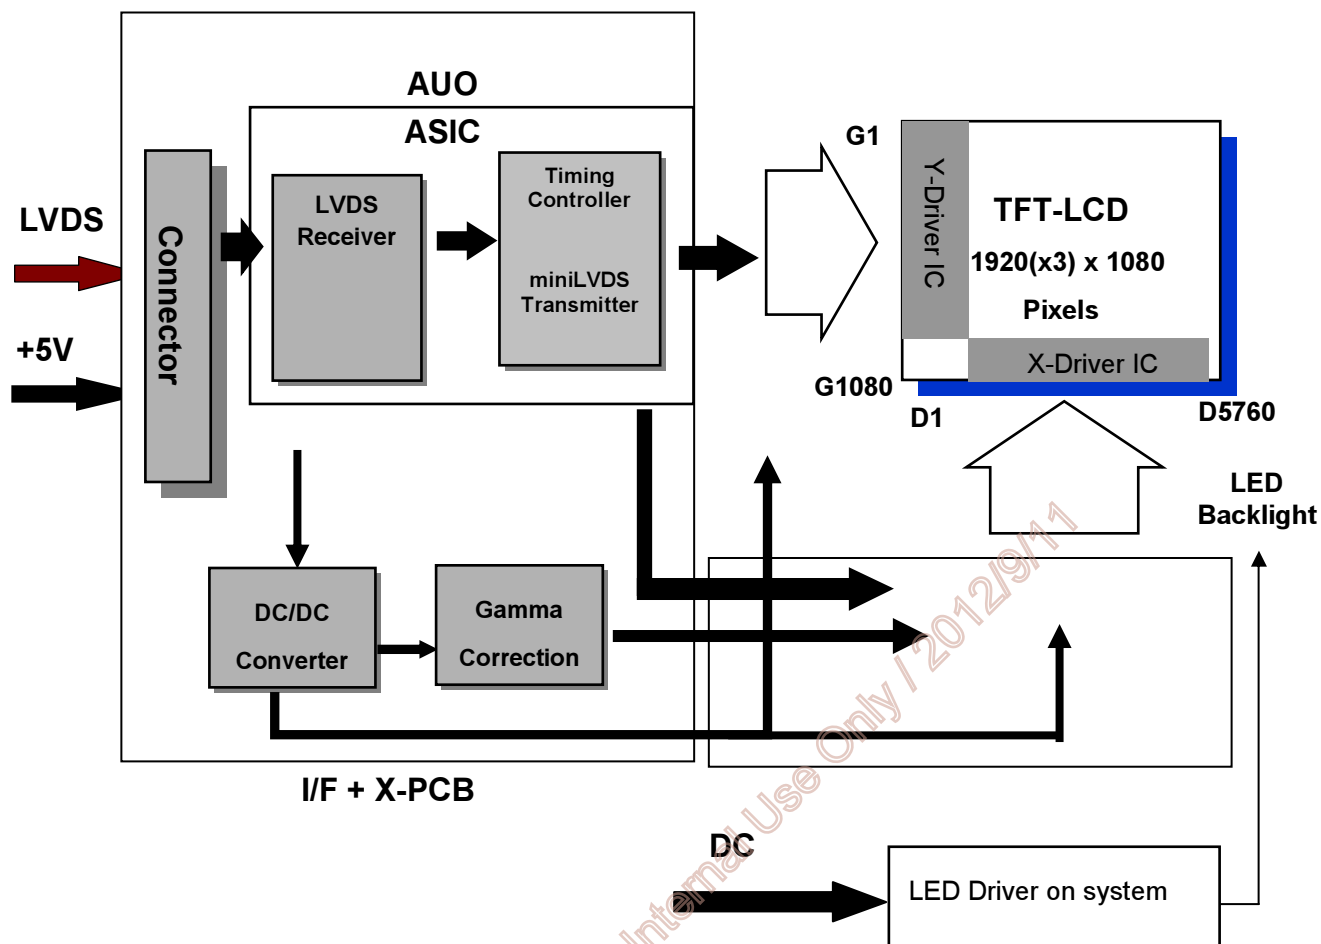 AUO
ASIC
LVDS
+5V
Connector
LVDS
Receiver
Timing
Controller
miniLVDS
Transmitter
G1
G1080
Y-Driver IC
TFT-LCD
1920(x3) x 1080
Pixels
X-Driver IC
D1
D5760
LED
Backlight
DC/DC
Converter
Gamma
Correction
I/F + X-PCB
DC
LED Driver on system
Internal Use Only / 2012/9/11